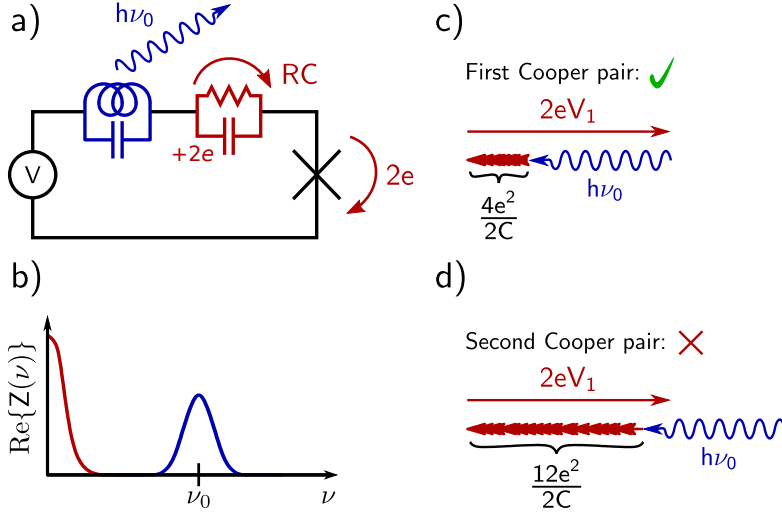 a)
hν₀
RC
+2e
V
2e
b)
Re{Z(ν)}
ν₀
ν
c)
First Cooper pair:
2eV₁
hν₀
4e²
2C
d)
Second Cooper pair:
2eV₁
hν₀
12e²
2C